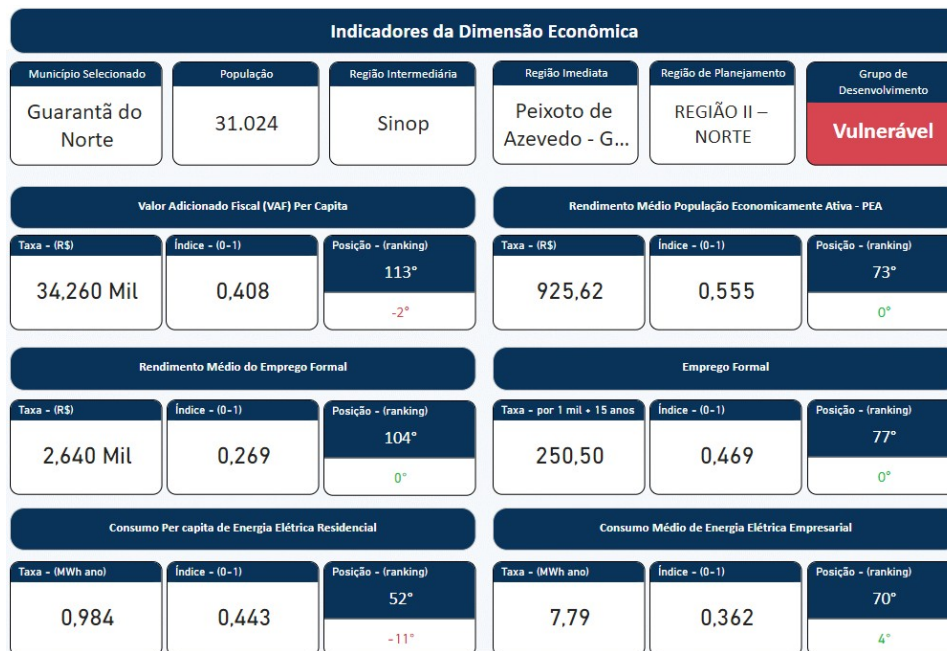 Indicadores da Dimensão Econômica
Município Selecionado
Guarantã do
Norte
População
31.024
Região Intermediária
Sinop
Região Imediata
Peixoto de
Azevedo - G...
Região de Planejamento
REGIÃO II –
NORTE
Grupo de
Desenvolvimento
Vulnerável
Valor Adicionado Fiscal (VAF) Per Capita
Taxa - (R$)
34,260 Mil
Índice - (0-1)
0,408
Posição - (ranking)
113°
-2°
Rendimento Médio População Economicamente Ativa - PEA
Taxa - (R$)
925,62
Índice - (0-1)
0,555
Posição - (ranking)
73°
0°
Rendimento Médio do Emprego Formal
Taxa - (R$)
2,640 Mil
Índice - (0-1)
0,269
Posição - (ranking)
104°
0°
Emprego Formal
Taxa - por 1 mil + 15 anos
250,50
Índice - (0-1)
0,469
Posição - (ranking)
77°
0°
Consumo Per capita de Energia Elétrica Residencial
Taxa - (MWh ano)
0,984
Índice - (0-1)
0,443
Posição - (ranking)
52°
-11°
Consumo Médio de Energia Elétrica Empresarial
Taxa - (MWh ano)
7,79
Índice - (0-1)
0,362
Posição - (ranking)
70°
4°